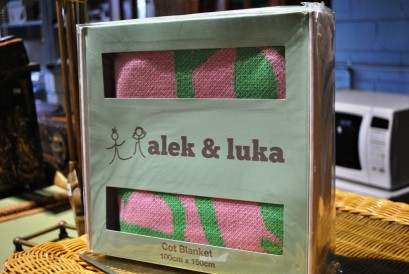 alek & luka
Cot Blanket
100cm x 150cm